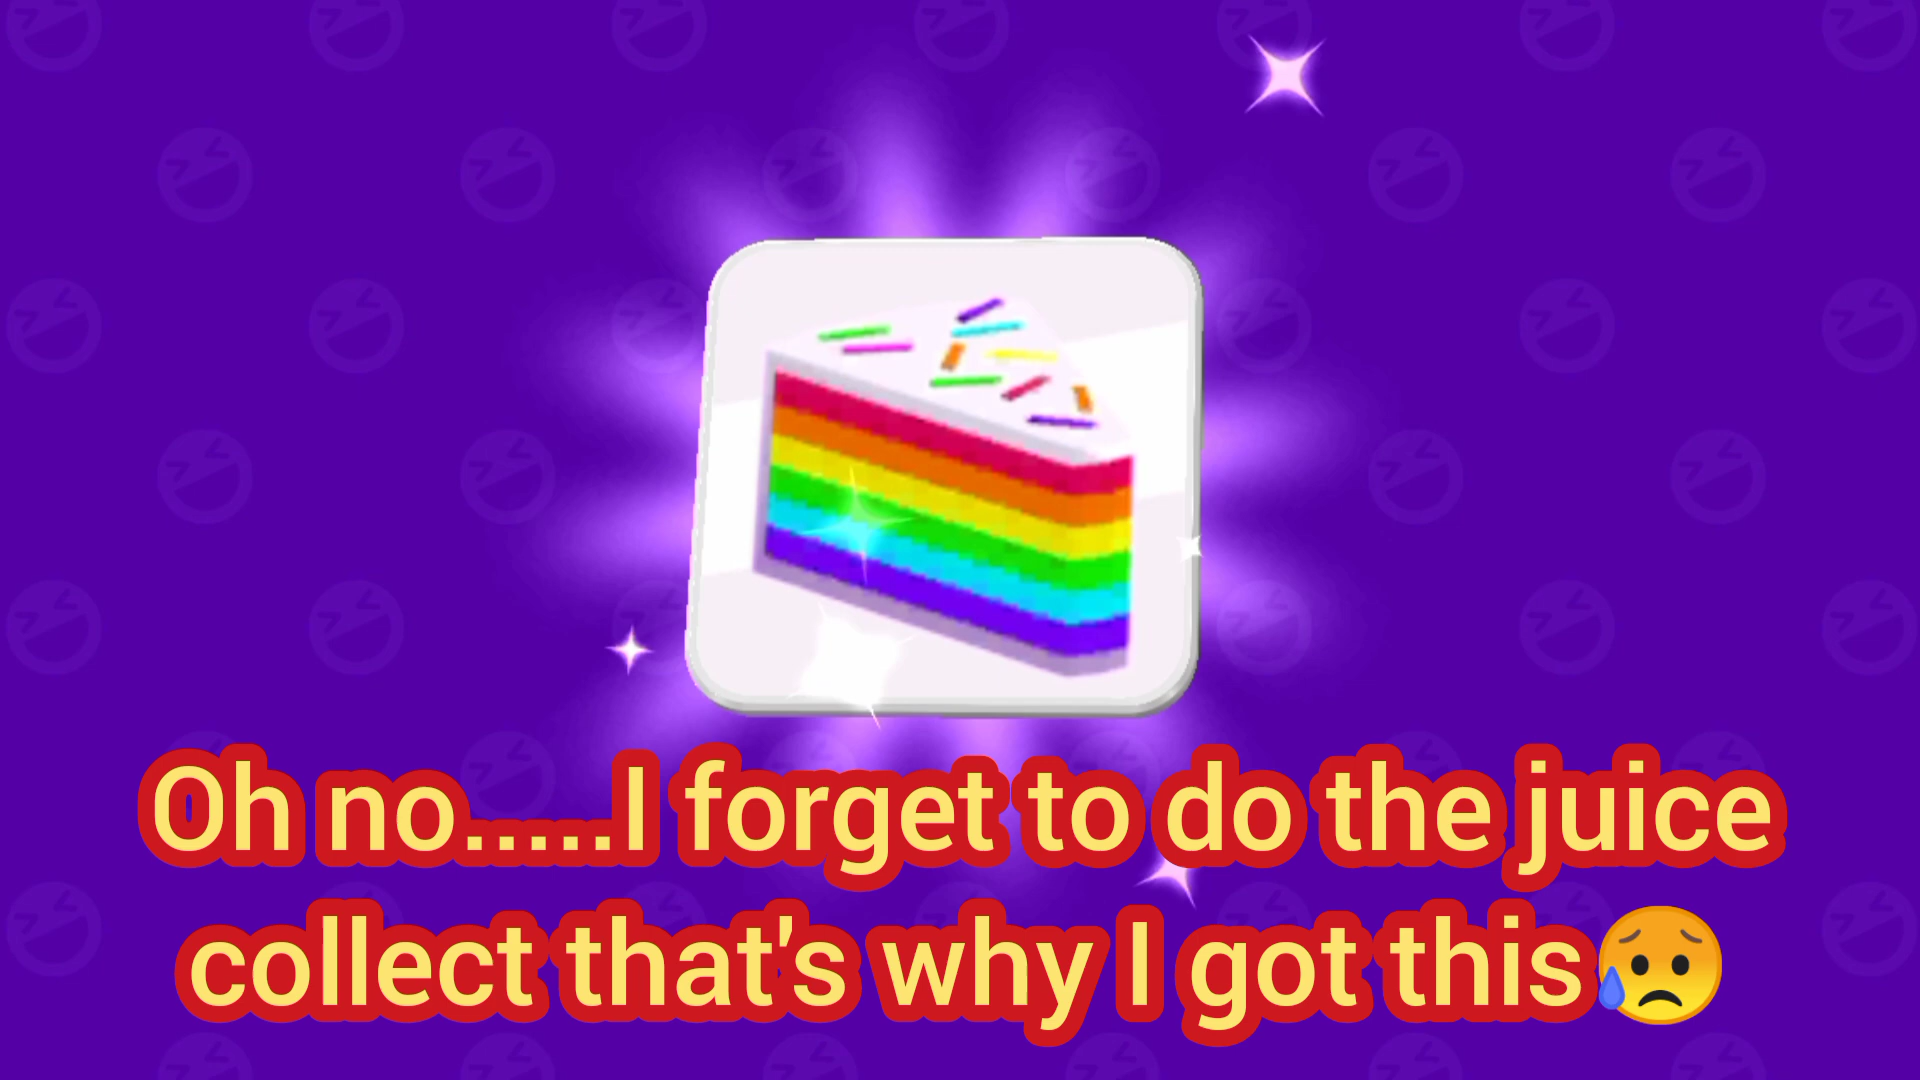 Oh no.....I forget to do the juice
collect that's why I got this😥